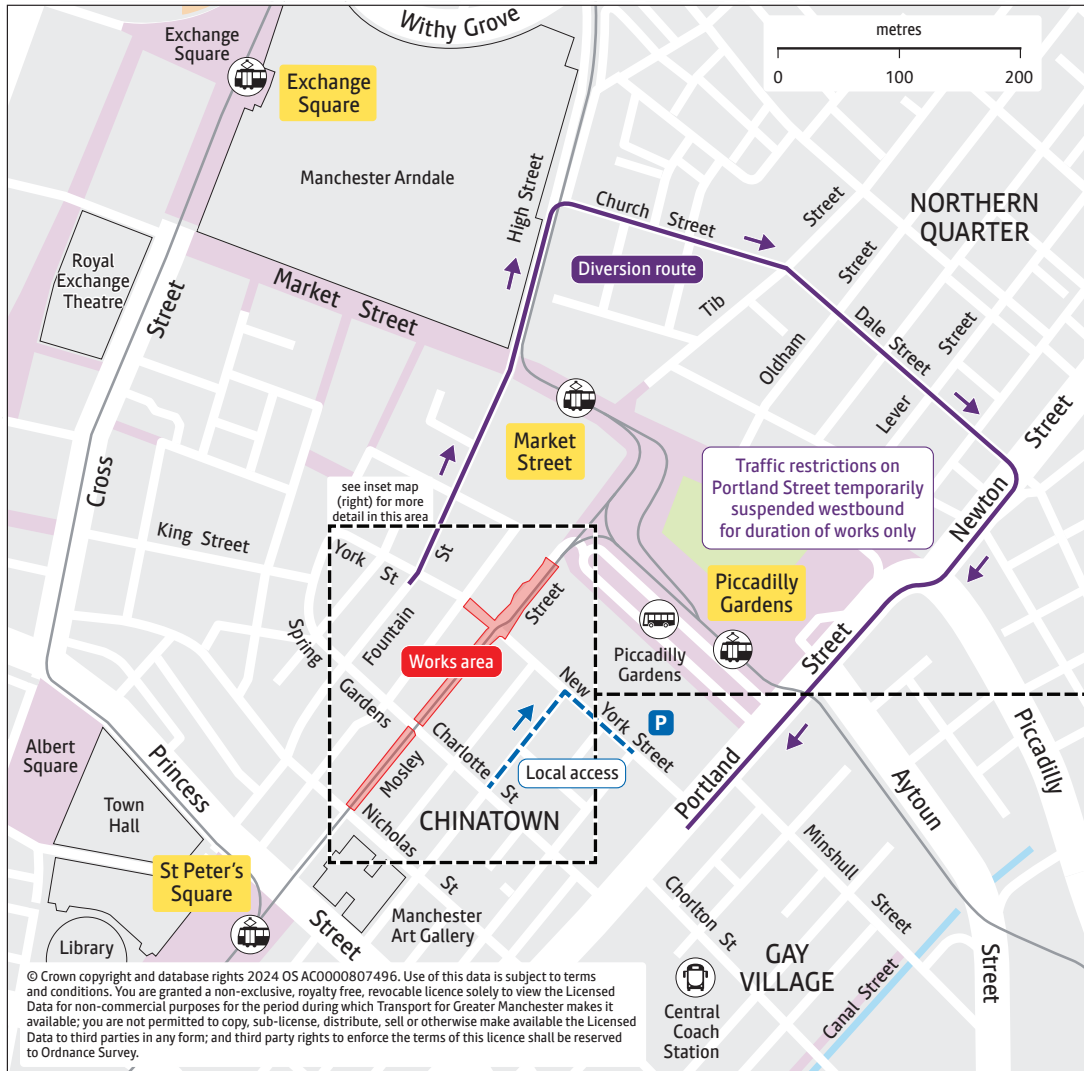 Withy Grove
Exchange
Square
Exchange
Square
metres
0 100 200
Manchester Arndale
High Street
Church Street
Street
NORTHERN
QUARTER
Royal
Exchange
Theatre
Street
Market Street
Diversion route
Street
Tib
Oldham
Dale Street
Street
Lever
Street
Market
Street
Cross
see inset map
(right) for more
detail in this area
Traffic restrictions on
Portland Street temporarily
suspended westbound
for duration of works only
Newton
King Street
York St
St
Fountain
Street
Piccadilly
Gardens
Spring
Gardens
Works area
Piccadilly
Gardens
Street
New York Street
P
Albert
Square
Princess
Charlotte St
Mosley
Local access
Portland
Piccadilly
Town
Hall
Nicholas St
CHINATOWN
Aytoun
Minshull
Street
St Peter's
Square
Street
Manchester
Art Gallery
Chorlton St
GAY
VILLAGE
Street
Library
Canal Street
Central
Coach
Station
© Crown copyright and database rights 2024 OS AC0000807496. Use of this data is subject to terms
and conditions. You are granted a non-exclusive, royalty free, revocable licence solely to view the Licensed
Data for non-commercial purposes for the period during which Transport for Greater Manchester makes it
available; you are not permitted to copy, sub-license, distribute, sell or otherwise make available the Licensed
Data to third parties in any form; and third party rights to enforce the terms of this licence shall be reserved
to Ordnance Survey.